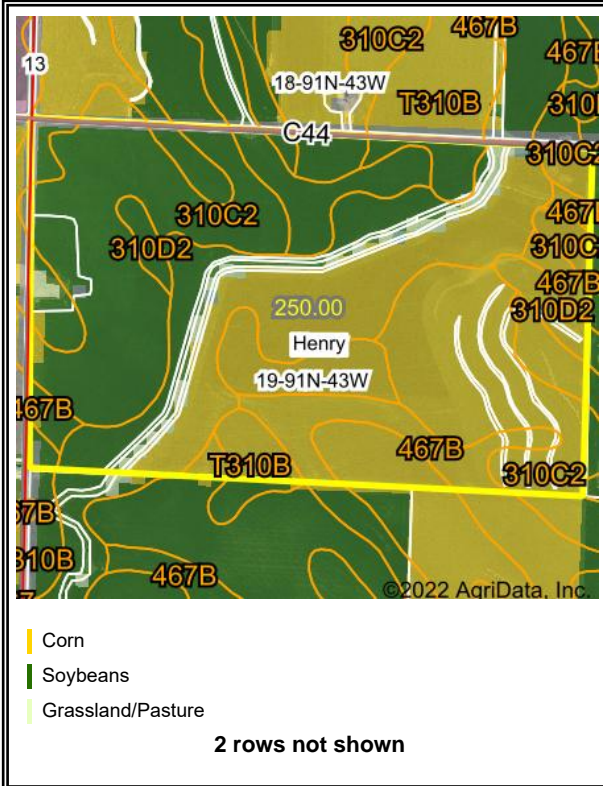 310C2
467B
467B
13
18-91N-43W
T310B
310B
C44
310C2
310C2
467B
310D2
310C2
467B
250.00
310D2
Henry
19-91N-43W
467B
467B
T310B
310C2
67B
310B
467B
©2022 AgriData, Inc.
Corn
Soybeans
Grassland/Pasture
2 rows not shown